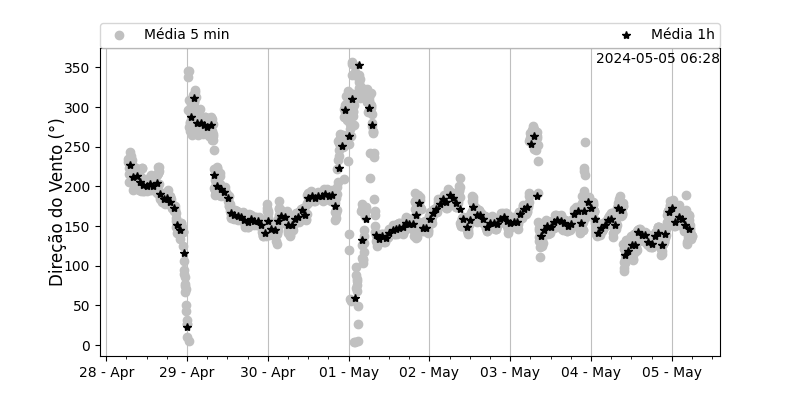 Média 5 min
Média 1h
2024-05-05 06:28
Direção do Vento (°)
350
300
250
200
150
100
50
0
28 - Apr
29 - Apr
30 - Apr
01 - May
02 - May
03 - May
04 - May
05 - May